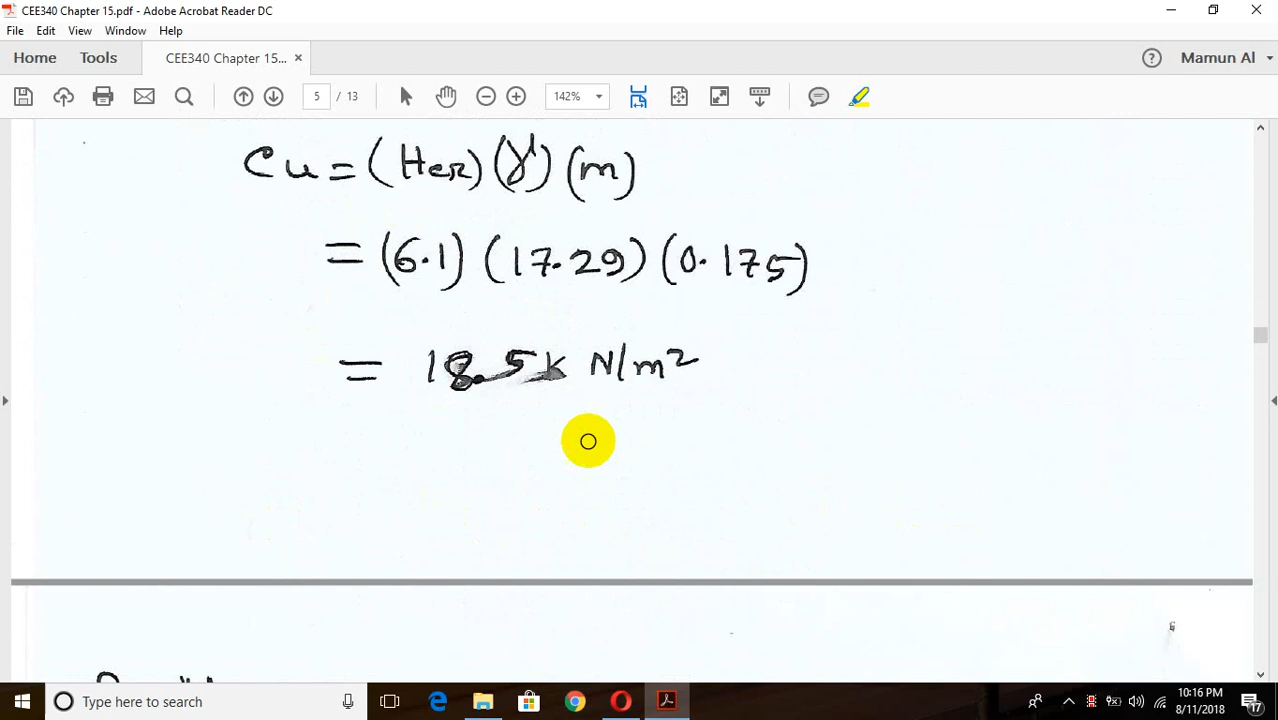 CEE340 Chapter 15.pdf - Adobe Acrobat Reader DC
File Edit View Window Help
Home Tools CEE340 Chapter 15... × Mamun Al
5 / 13 142%
Cu = (Hcr) (γ') (m)
= (6.1) (17.29) (0.175)
= 18.5 k N/m²
Type here to search
10:16 PM
8/11/2018
17